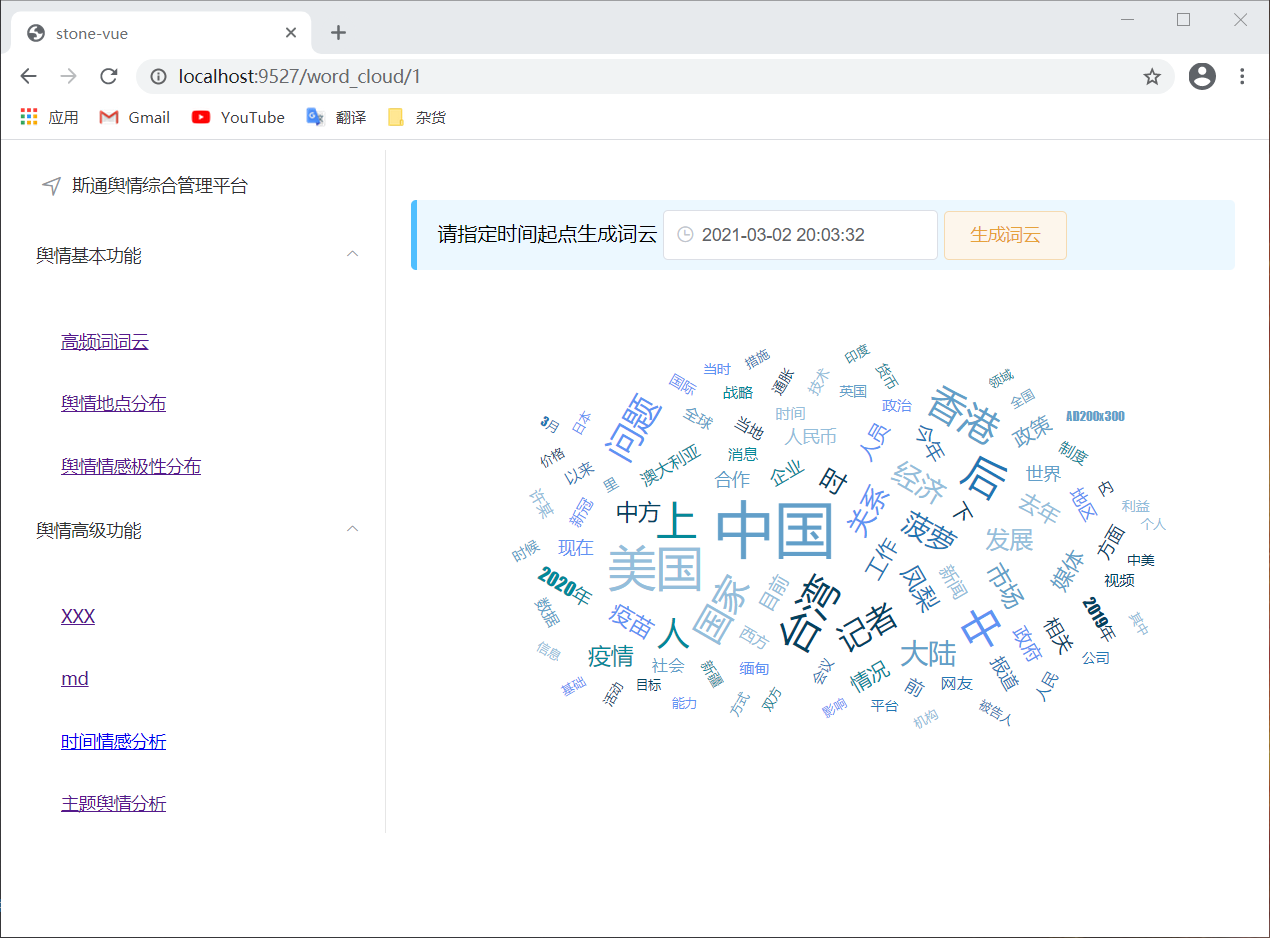 stone-vue
localhost:9527/word_cloud/1
应用 Gmail YouTube 翻译 杂货
斯通舆情综合管理平台
舆情基本功能
高频词词云
舆情地点分布
舆情情感极性分布
舆情高级功能
XXX
md
时间情感分析
主题舆情分析
请指定时间起点生成词云 2021-03-02 20:03:32 生成词云
措施
印度
当时
国际
战略
通胀
技术
英国
货币
领域
全国
政治
香港
AD200x300
3月
日本
问题
全球
当地
时间
人民币
人员
今年
政策
制度
价格
以来
里
澳大利亚
消息
合作
企业
时
经济
后
世界
许淇
新冠
中方
上
中国
关系
菠萝
下
去年
地区
内
利益
个人
时候
现在
美国
工作
发展
方面
中美
视频
媒体
2020年
数据
疫苗
国家
目前
台湾
凤梨
新闻
市场
2019年
其中
信息
疫情
人
西方
记者
大陆
中
政府
相关
公司
基础
活动
目标
社会
新疆
缅甸
会议
情况
前
网友
报道
人民
能力
方式
双方
影响
平台
机构
被告人